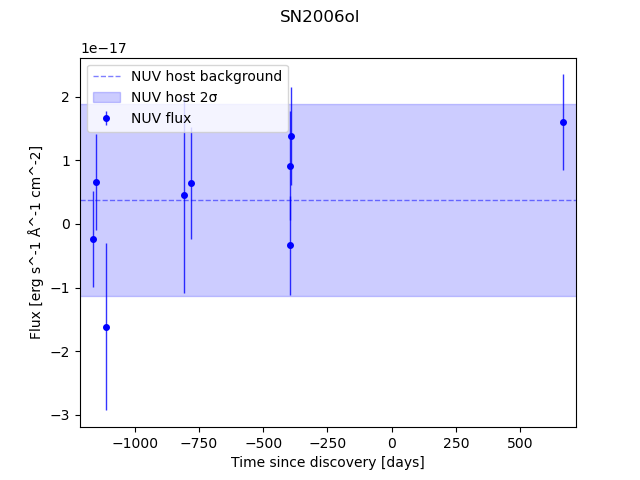 SN2006ol
1e−17
NUV host background
NUV host 2σ
NUV flux
2
1
0
−1
−2
−3
Flux [erg s^-1 Å^-1 cm^-2]
−1000 −750 −500 −250 0 250 500
Time since discovery [days]